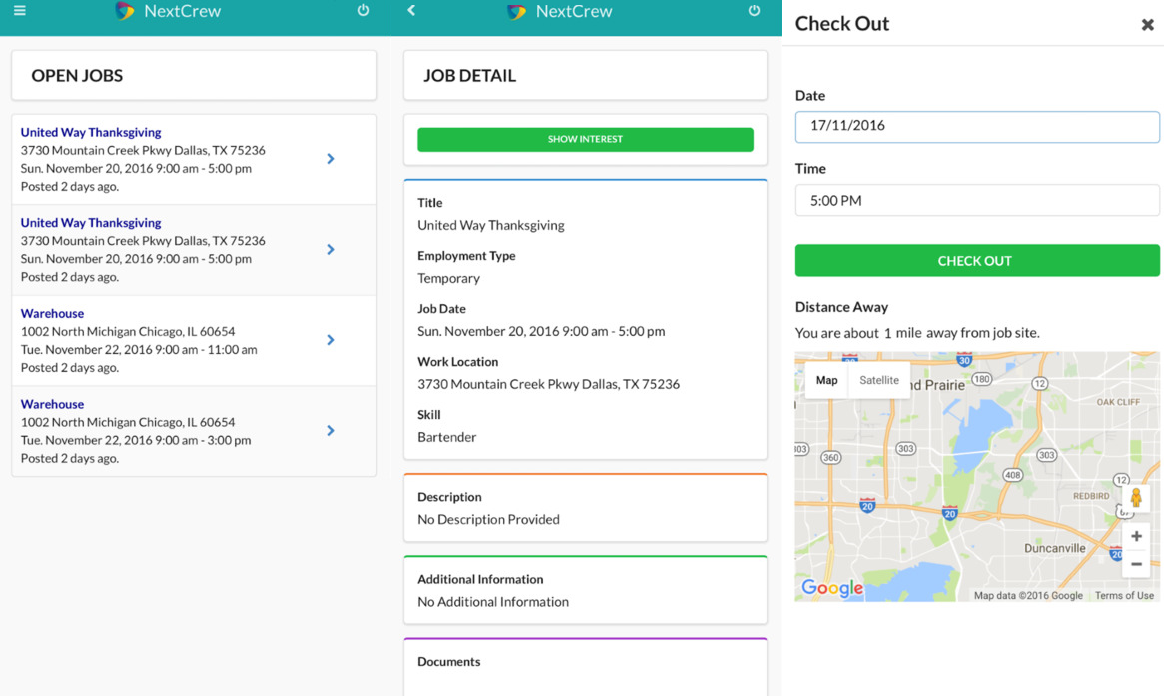 NextCrew
OPEN JOBS
United Way Thanksgiving
3730 Mountain Creek Pkwy Dallas, TX 75236
Sun. November 20, 2016 9:00 am - 5:00 pm
Posted 2 days ago.
United Way Thanksgiving
3730 Mountain Creek Pkwy Dallas, TX 75236
Sun. November 20, 2016 9:00 am - 5:00 pm
Posted 2 days ago.
Warehouse
1002 North Michigan Chicago, IL 60654
Tue. November 22, 2016 9:00 am - 11:00 am
Posted 2 days ago.
Warehouse
1002 North Michigan Chicago, IL 60654
Tue. November 22, 2016 9:00 am - 3:00 pm
Posted 2 days ago.
NextCrew
JOB DETAIL
SHOW INTEREST
Title
United Way Thanksgiving
Employment Type
Temporary
Job Date
Sun. November 20, 2016 9:00 am - 5:00 pm
Work Location
3730 Mountain Creek Pkwy Dallas, TX 75236
Skill
Bartender
Description
No Description Provided
Additional Information
No Additional Information
Documents
Check Out
Date
17/11/2016
Time
5:00 PM
CHECK OUT
Distance Away
You are about 1 mile away from job site.
Map Satellite
nd Prairie
30
180
12
OAK CLIFF
303
360
303
303
408
12
REDBIRD
67
20
20
Duncanville
20
Google
Map data ©2016 Google Terms of Use